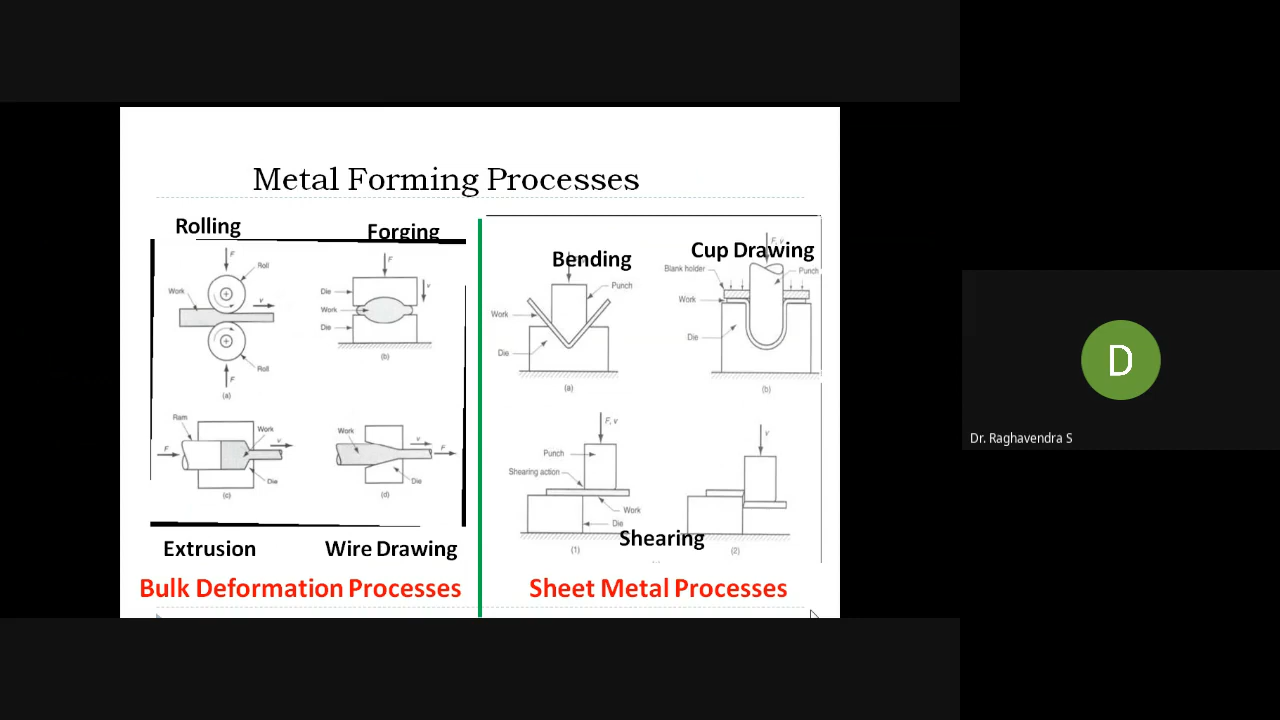 Metal Forming Processes
Rolling
Forging
F
Roll
Work
v
F
Roll
(a)
F
Die
v
Work
Die
(b)
Ram
Work
v
F
Die
(c)
Work
v
F
Die
(d)
Extrusion
Wire Drawing
Bulk Deformation Processes
Bending
Punch
Work
Die
(a)
Cup Drawing
F, v
Blank holder
Punch
Work
Die
(b)
F, v
Punch
Shearing action
Work
Die
(1)
v
Shearing
(2)
Sheet Metal Processes
D
Dr. Raghavendra S